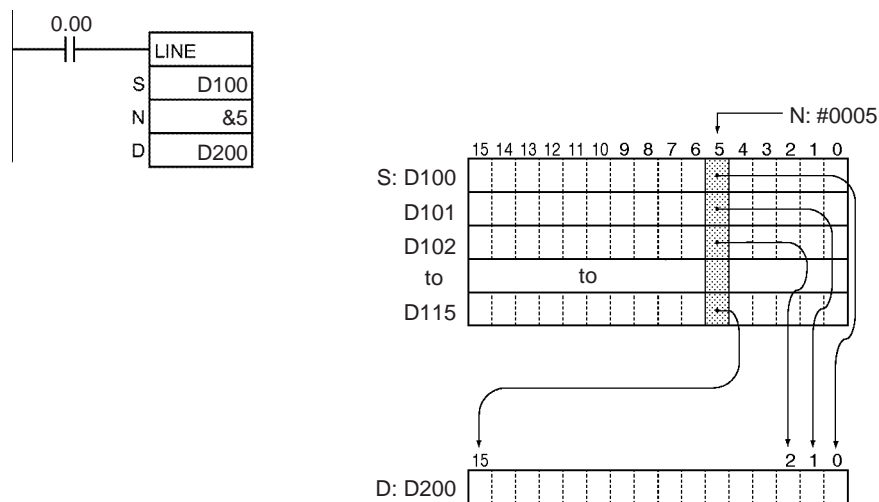 0.00
LINE
S D100
N &5
D D200
N: #0005
15 14 13 12 11 10 9 8 7 6 5 4 3 2 1 0
S: D100
D101
D102
to to
D115
15 2 1 0
D: D200